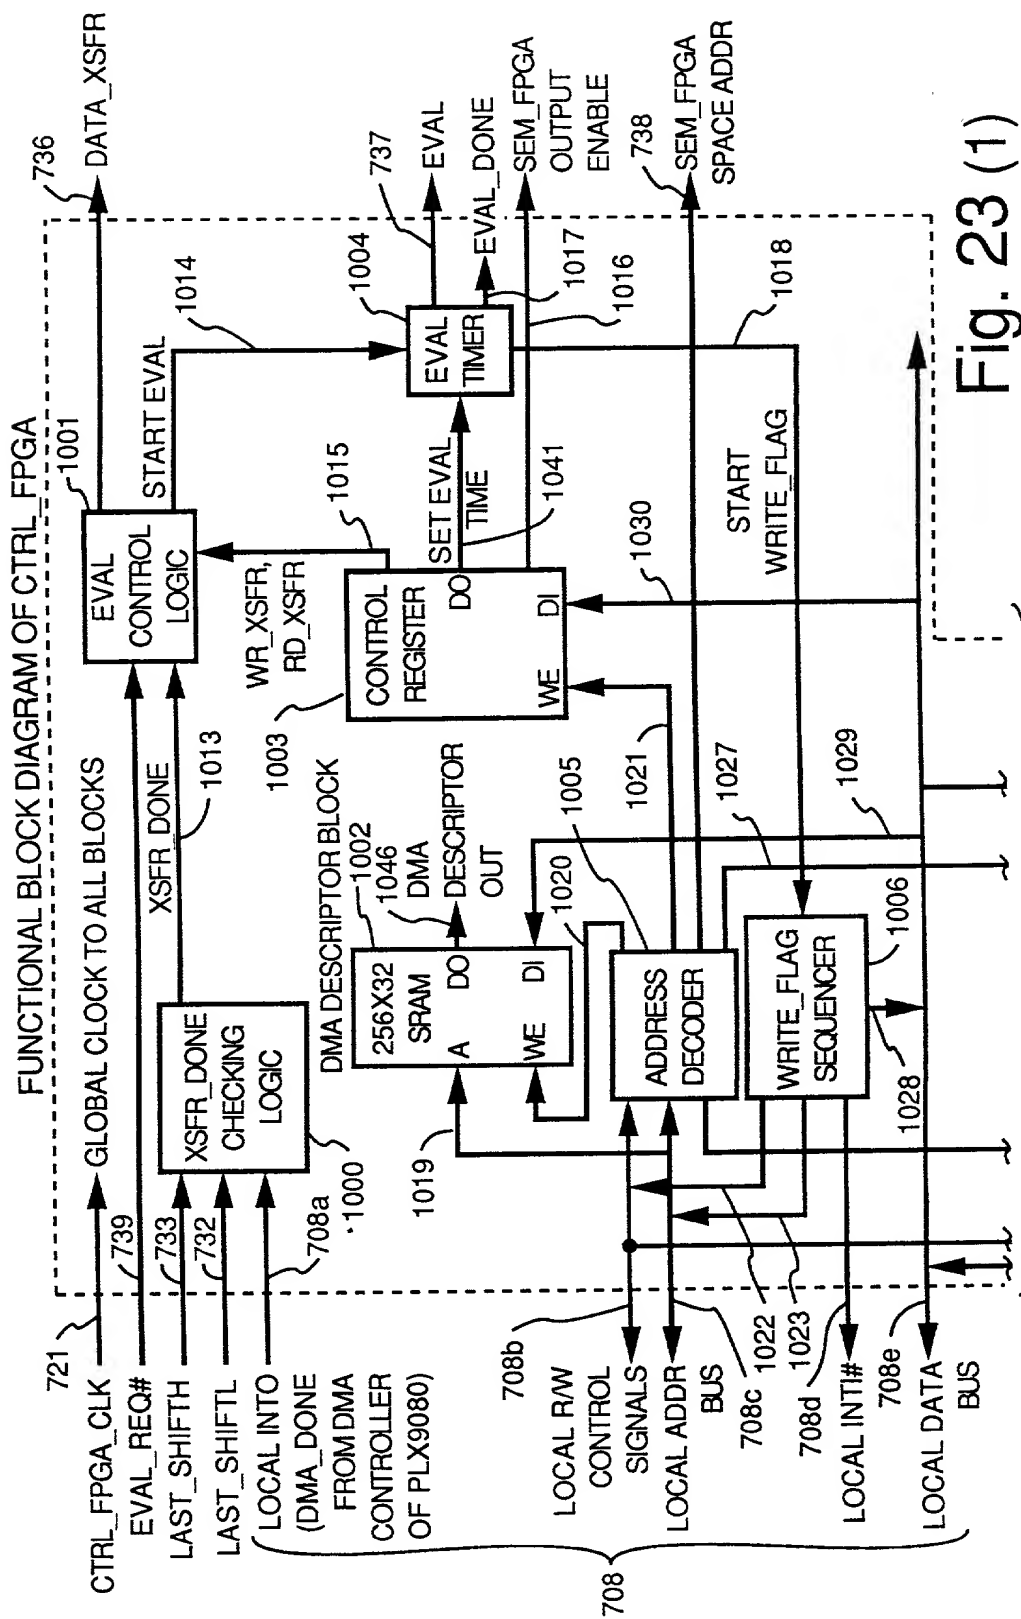 FUNCTIONAL BLOCK DIAGRAM OF CTRL_FPGA
721
CTRL_FPGA_CLK
GLOBAL CLOCK TO ALL BLOCKS
EVAL_REQ#
739
LAST_SHIFTH
733
LAST_SHIFTL
732
LOCAL INTO
(DMA_DONE
FROM DMA
CONTROLLER
OF PLX9080)
708a
1000
XSFR_DONE
CHECKING
LOGIC
XSFR_DONE
1013
EVAL
CONTROL
LOGIC
1001
START EVAL
1014
736
DATA_XSFR
WR_XSFR,
RD_XSFR
1015
1003
CONTROL
REGISTER
DO
WE
DI
SET EVAL
TIME
1041
EVAL
TIMER
1004
737
EVAL
EVAL_DONE
1017
SEM_FPGA
OUTPUT
ENABLE
1016
738
SEM_FPGA
SPACE ADDR
1018
DMA DESCRIPTOR BLOCK
1002
256X32
SRAM
A
DO
WE
DI
1046
DMA
DESCRIPTOR
OUT
1019
1020
1005
ADDRESS
DECODER
1021
1030
START
WRITE_FLAG
1027
1029
WRITE_FLAG
SEQUENCER
1006
1028
708b
LOCAL R/W
CONTROL
SIGNALS
LOCAL ADDR
BUS
708c
1022
1023
708d
LOCAL INTI#
708e
LOCAL DATA
BUS
708
Fig. 23 (1)